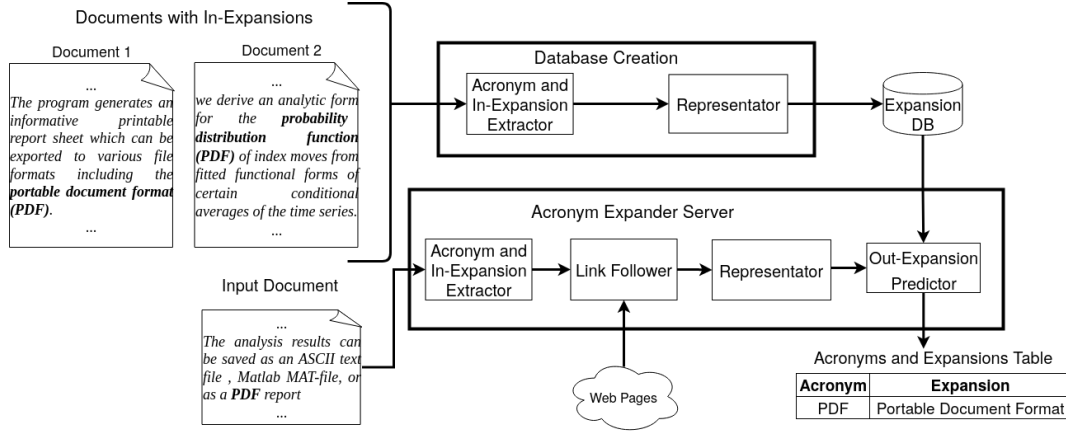 Documents with In-Expansions
Document 1
...
The program generates an
informative printable
report sheet which can be
exported to various file
formats including the
portable document format
(PDF).
...
Document 2
...
we derive an analytic form
for the probability
distribution function
(PDF) of index moves from
fitted functional forms of
certain conditional
averages of the time series.
...
Database Creation
Acronym and
In-Expansion
Extractor
Representator
Expansion
DB
Acronym Expander Server
Acronym and
In-Expansion
Extractor
Link Follower
Representator
Out-Expansion
Predictor
Input Document
...
The analysis results can
be saved as an ASCII text
file , Matlab MAT-file, or
as a PDF report
...
Web Pages
Acronyms and Expansions Table
Acronym Expansion
PDF Portable Document Format